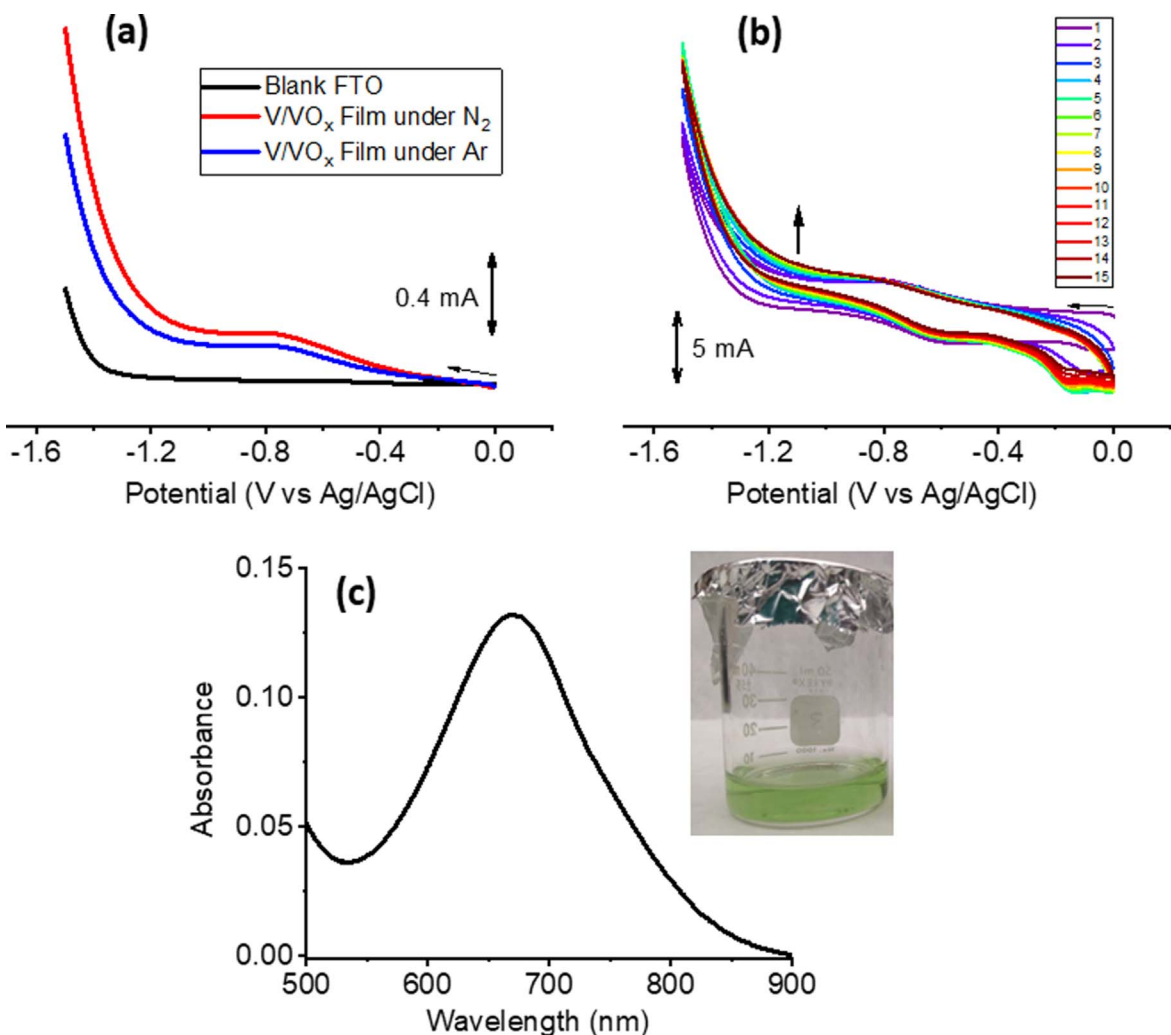 (a)
Blank FTO
V/VOₓ Film under N₂
V/VOₓ Film under Ar
0.4 mA
-1.6 -1.2 -0.8 -0.4 0.0
Potential (V vs Ag/AgCl)
(b)
1
2
3
4
5
6
7
8
9
10
11
12
13
14
15
5 mA
-1.6 -1.2 -0.8 -0.4 0.0
Potential (V vs Ag/AgCl)
(c)
0.15
0.10
0.05
0.00
Absorbance
500 600 700 800 900
Wavelength (nm)
40
30
20
10